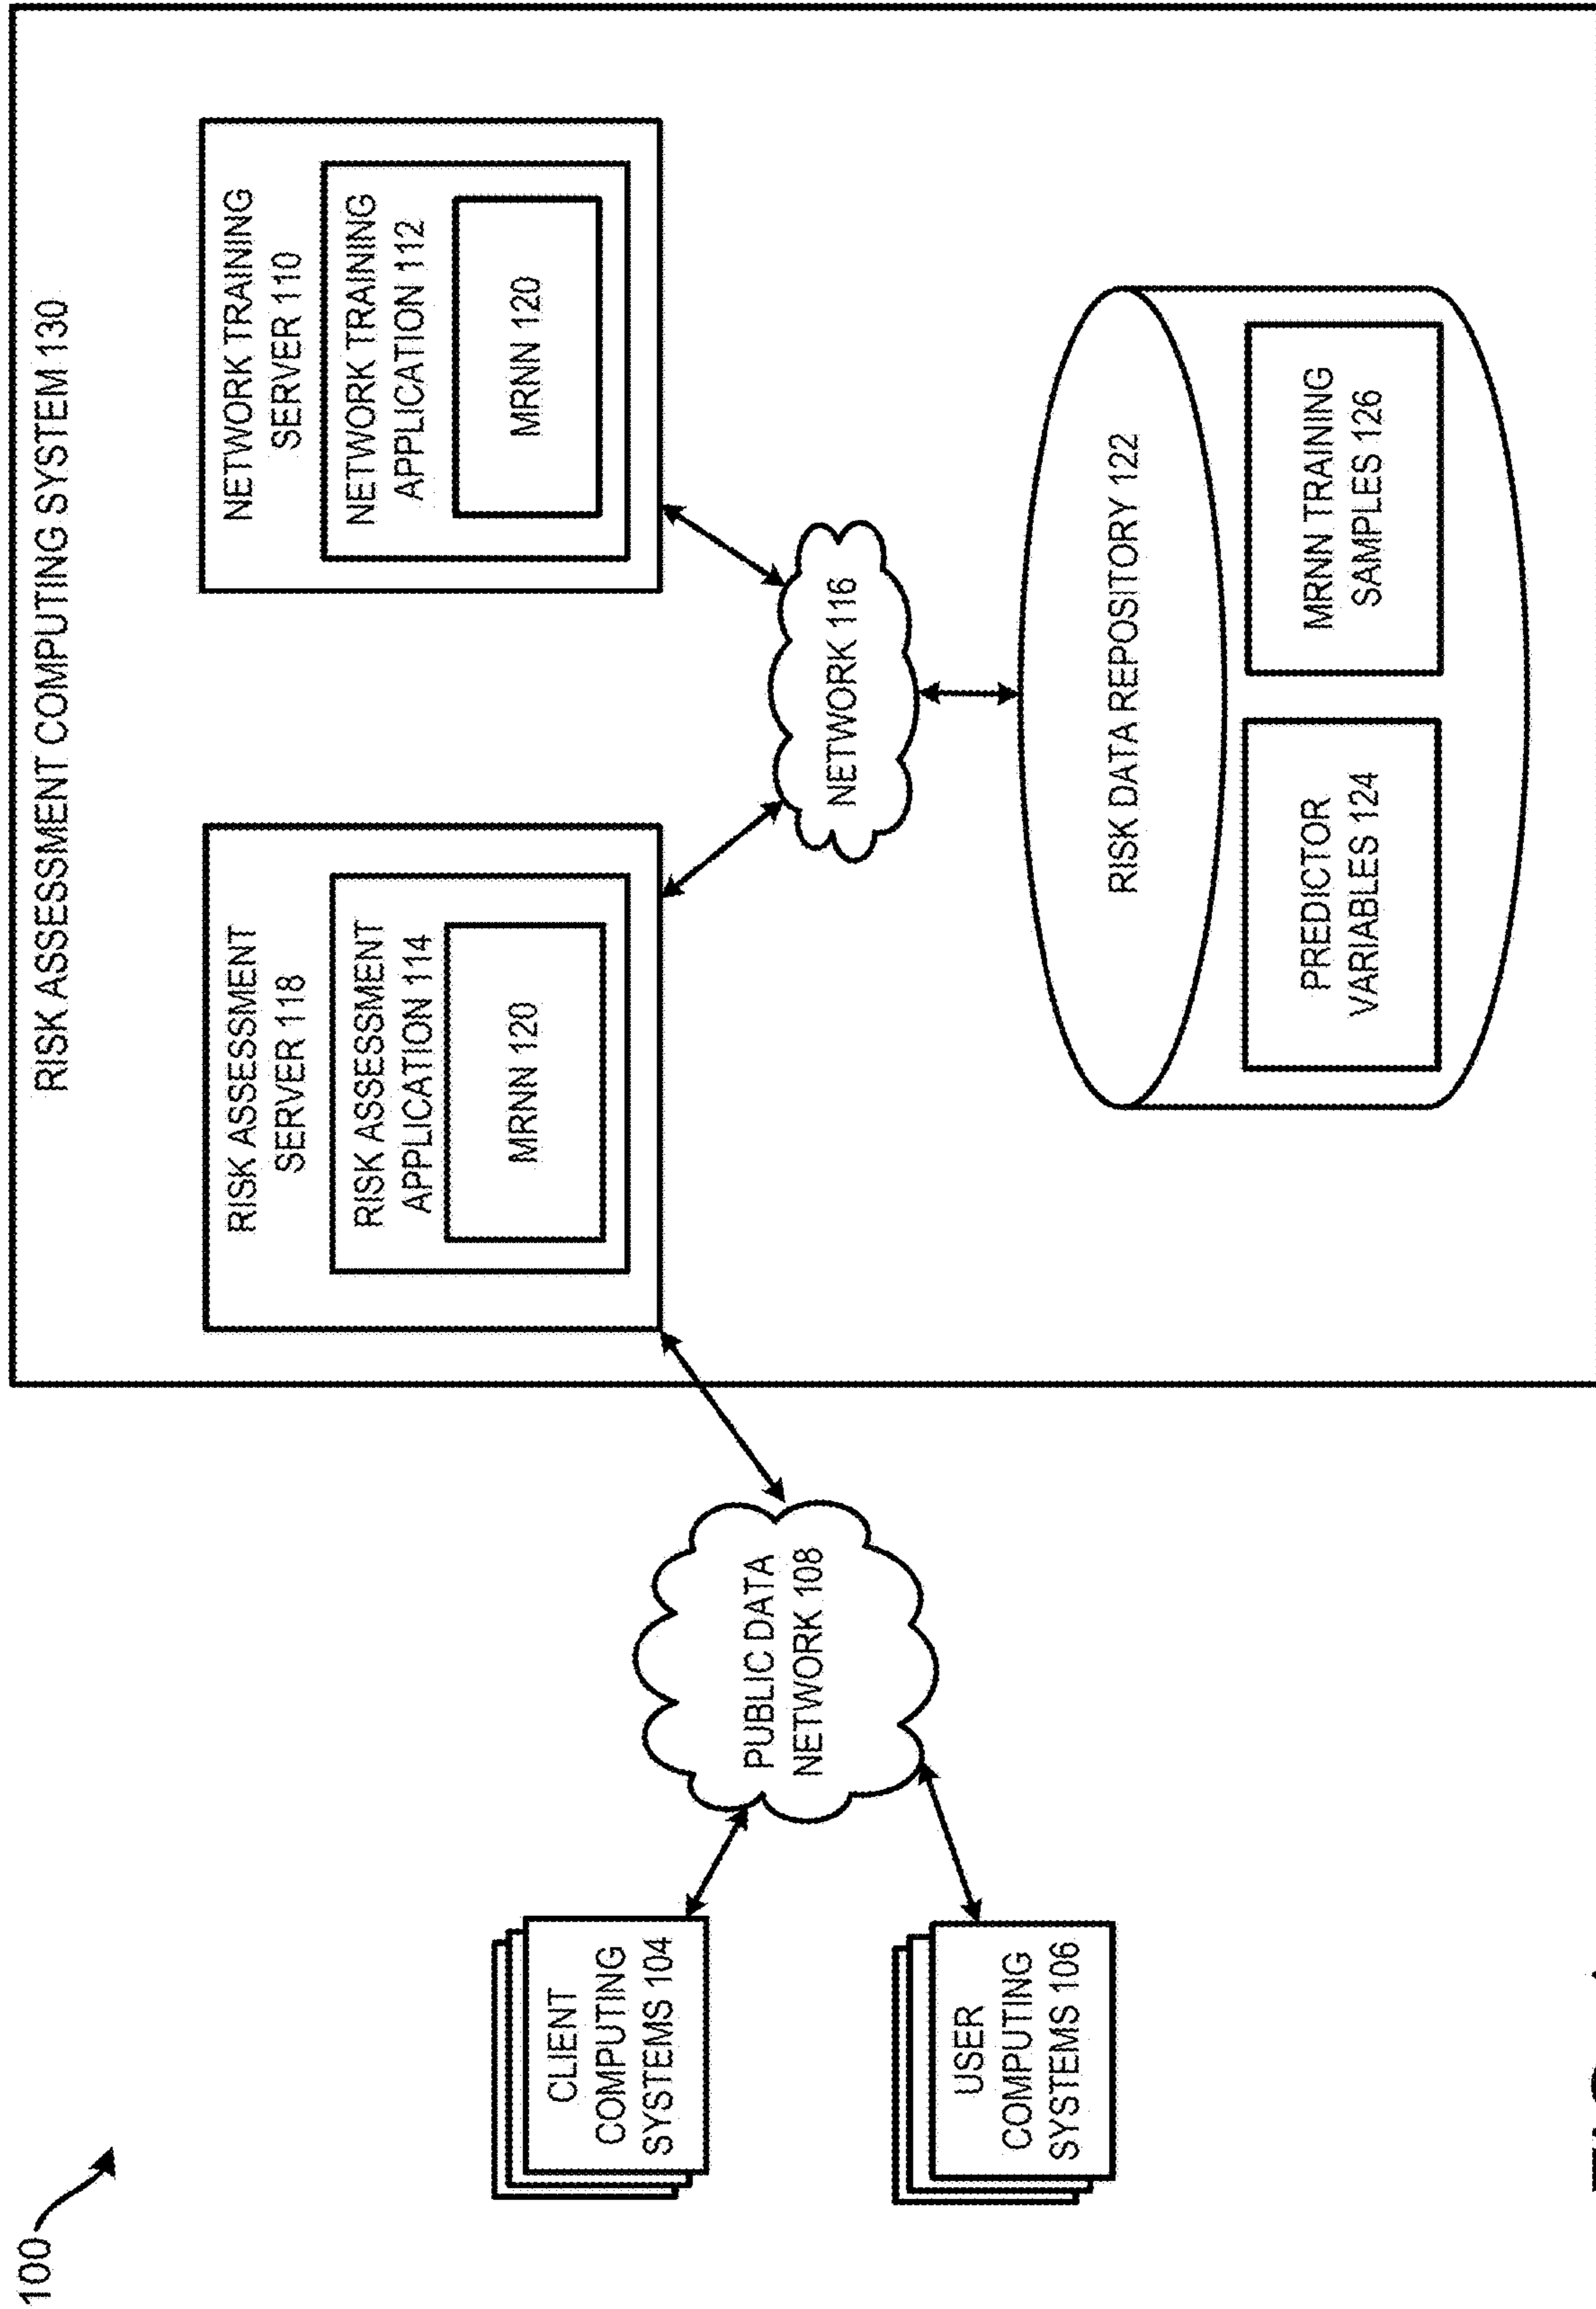 100
RISK ASSESSMENT COMPUTING SYSTEM 130
RISK ASSESSMENT
SERVER 118
RISK ASSESSMENT
APPLICATION 114
MRNN 120
NETWORK TRAINING
SERVER 110
NETWORK TRAINING
APPLICATION 112
MRNN 120
CLIENT
COMPUTING
SYSTEMS 104
PUBLIC DATA
NETWORK 108
NETWORK 116
USER
COMPUTING
SYSTEMS 106
RISK DATA REPOSITORY 122
PREDICTOR
VARIABLES 124
MRNN TRAINING
SAMPLES 126